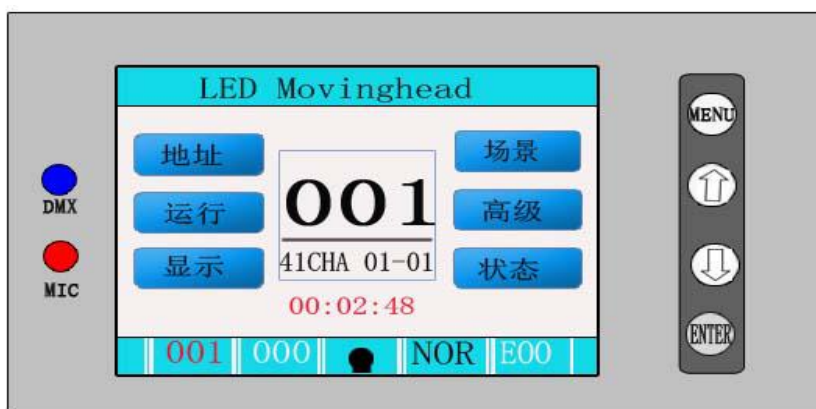 LED Movinghead
地址
运行
显示
001
41CHA 01-01
00:02:48
场景
高级
状态
001 000 NOR E00
DMX
MIC
MENU
ENTER